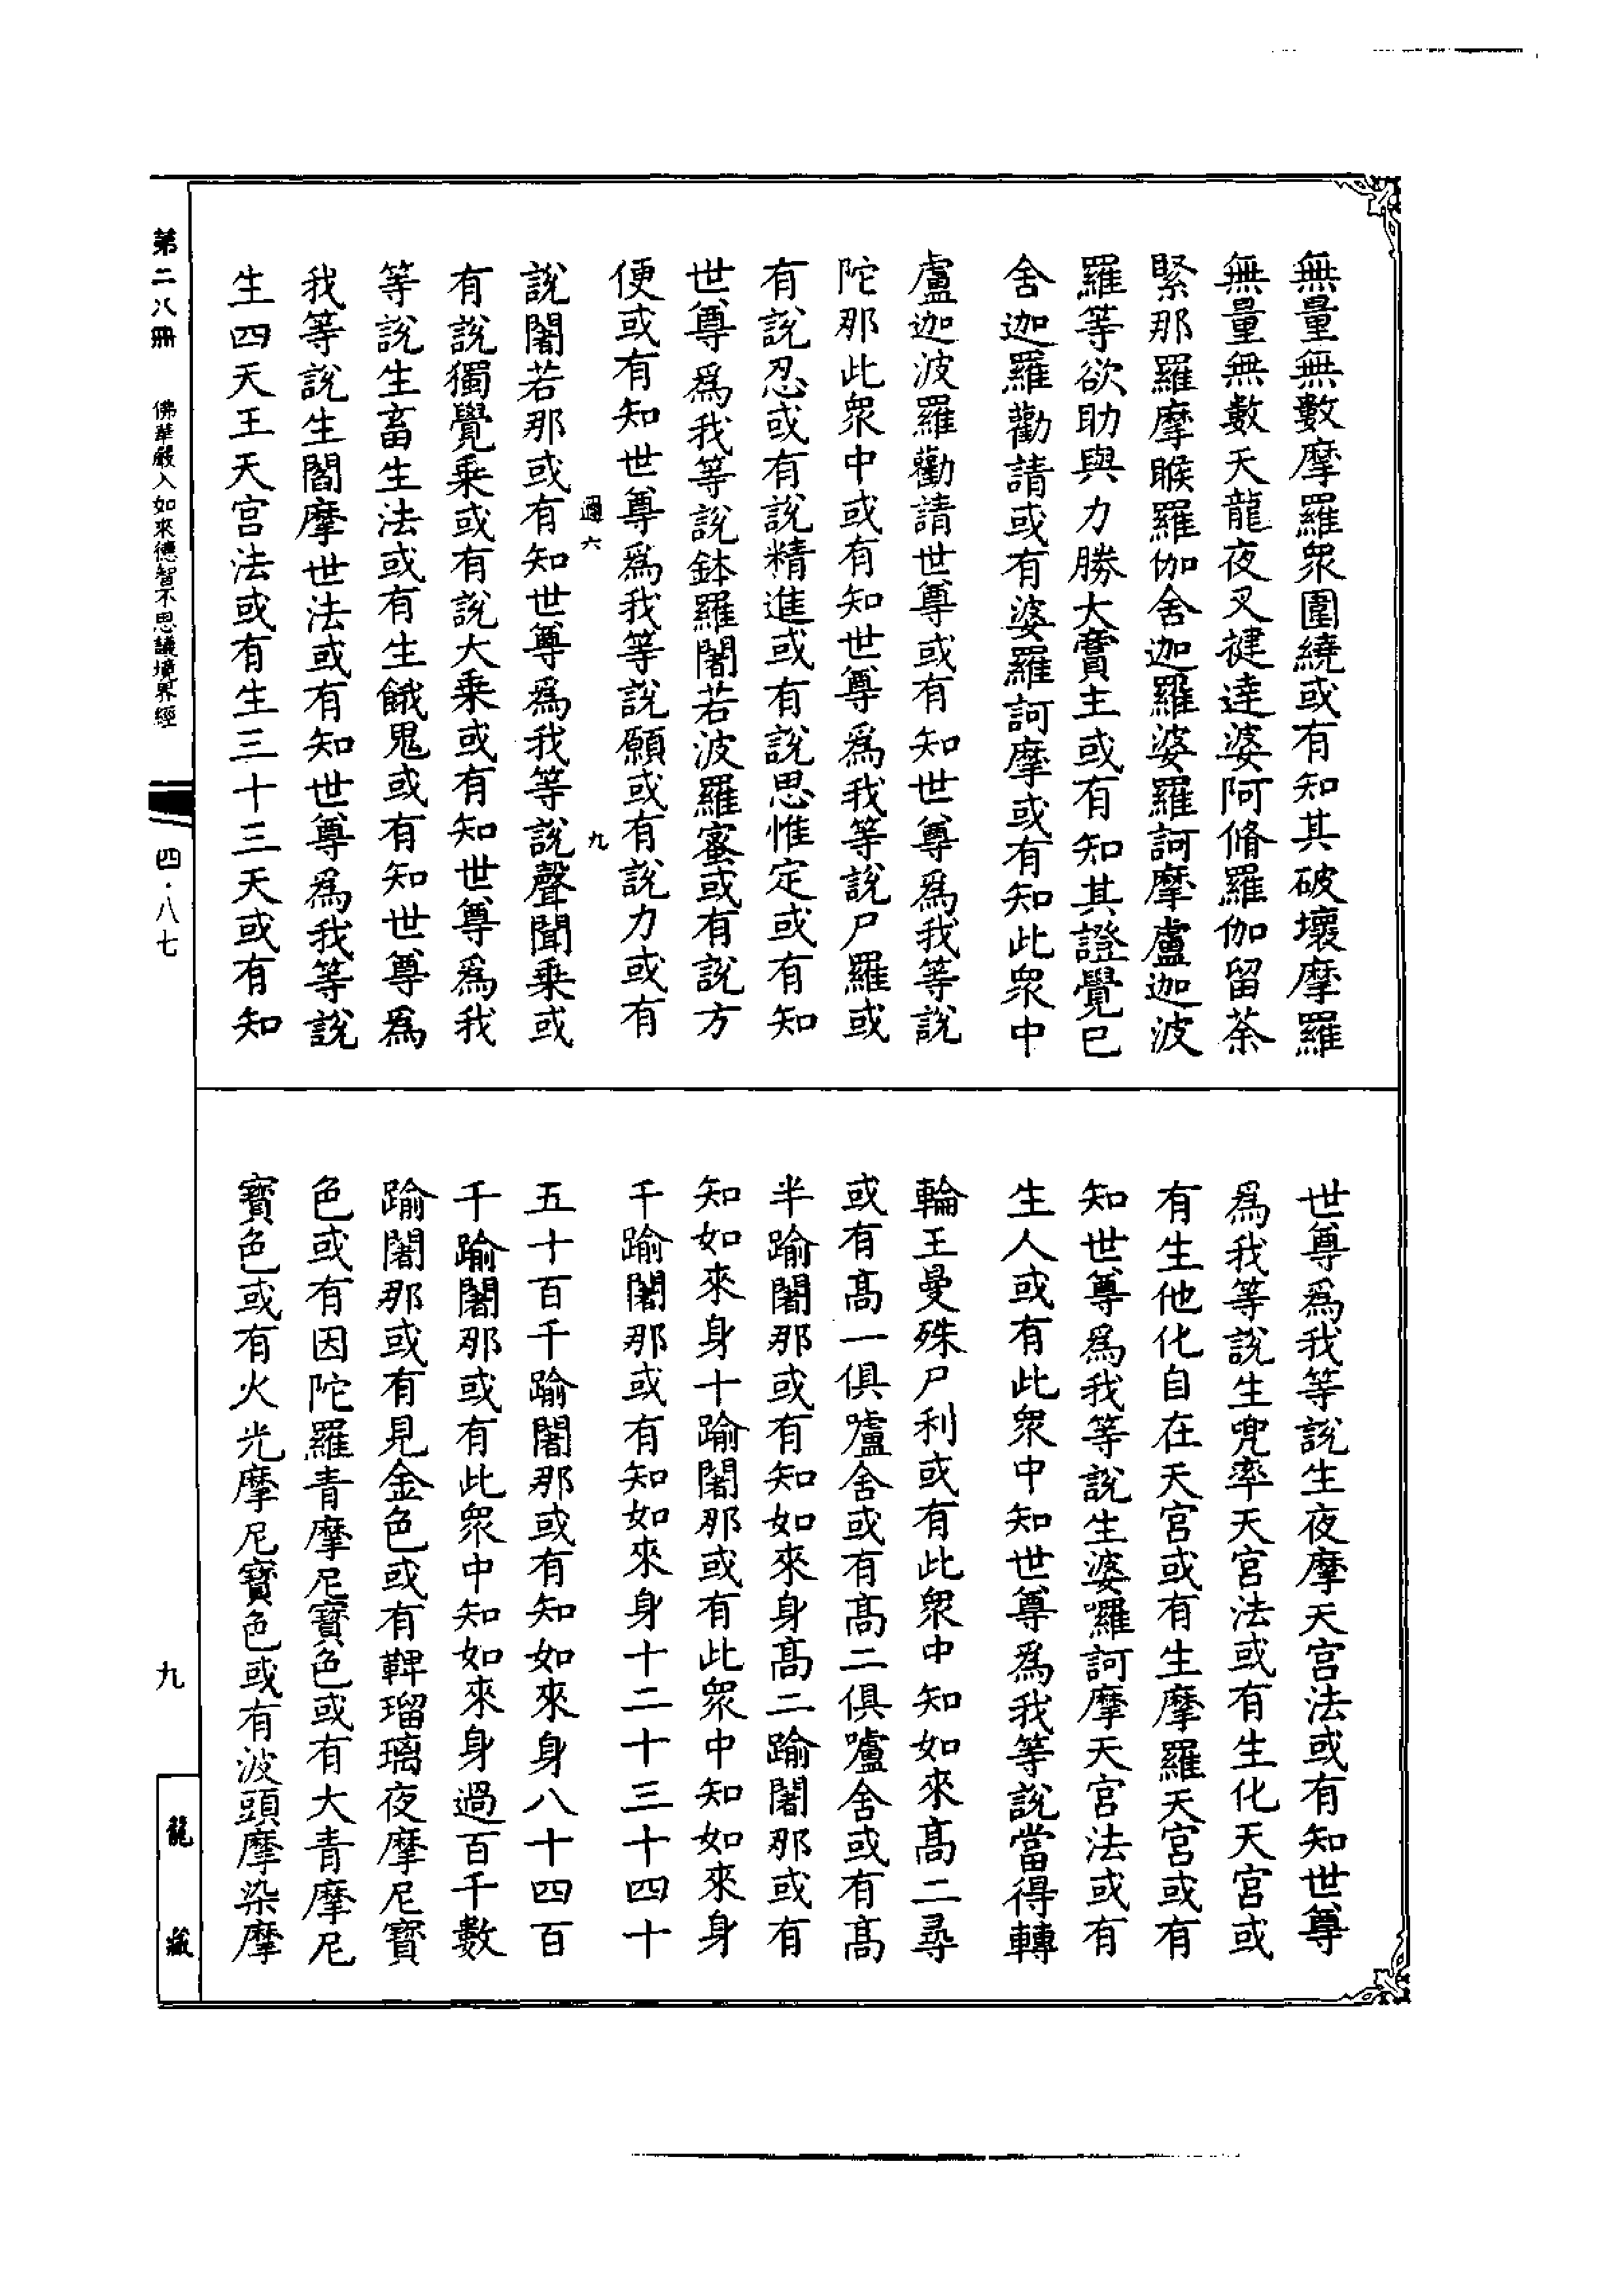 無量無數摩羅眾圍繞或有知其破壞摩羅
無量無數天龍夜叉揵達婆阿脩羅伽留荼
緊那羅摩睺羅伽舍迦羅婆羅訶摩盧迦波
羅等欲助與力勝大賷主或有知其證覺已
舍迦羅勸請或有婆羅訶摩或有知此眾中
盧迦波羅勸請世尊或有知世尊爲我等說
陀那此眾中或有知世尊爲我等說尸羅或
有說忍或有說精進或有說思惟定或有知
世尊爲我等說鉢羅闍若波羅蜜或有說方
便或有知世尊爲我等說願或有說力或有
邇六 九
說闍若那或有知世尊爲我等說聲聞乘或
有說獨覺乘或有說大乘或有知世尊爲我
等說生畜生法或有生餓鬼或有知世尊爲
我等說生閻摩世法或有知世尊爲我等說
生四天王天宮法或有生三十三天或有知
世尊爲我等說生夜摩天宮法或有知世尊
爲我等說生兜率天宮法或有生化天宮或
有生他化自在天宮或有生摩羅天宮或有
知世尊爲我等說生婆囉訶摩天宮法或有
生人或有此眾中知世尊爲我等說當得轉
輪王曼殊尸利或有此眾中知如來高二尋
或有高一俱嚧舍或有高二俱嚧舍或有高
半踰闍那或有知如來身高二踰闍那或有
知如來身十踰闍那或有此眾中知如來身
千踰闍那或有知如來身十二十三十四十
五十百千踰闍那或有知如來身八十四百
千踰闍那或有此眾中知如來身過百千數
踰闍那或有見金色或有鞞瑠璃夜摩尼寶
色或有因陀羅青摩尼寶色或有大青摩尼
寶色或有火光摩尼寶色或有波頭摩染摩
第二八冊 佛華嚴入如來德智不思議境界經 四·八七
九
龍藏